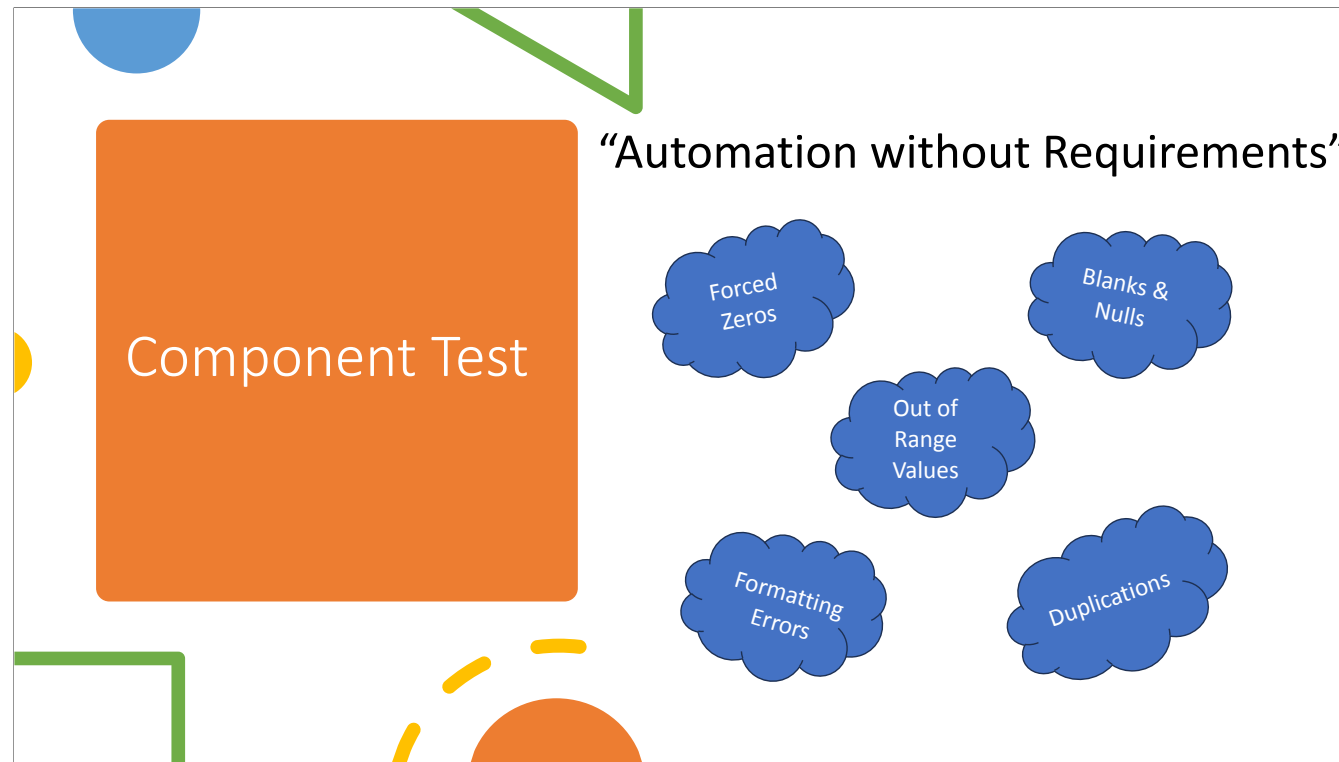 Component Test
“Automation without Requirements”
Forced
Zeros
Blanks &
Nulls
Out of
Range
Values
Formatting
Errors
Duplications